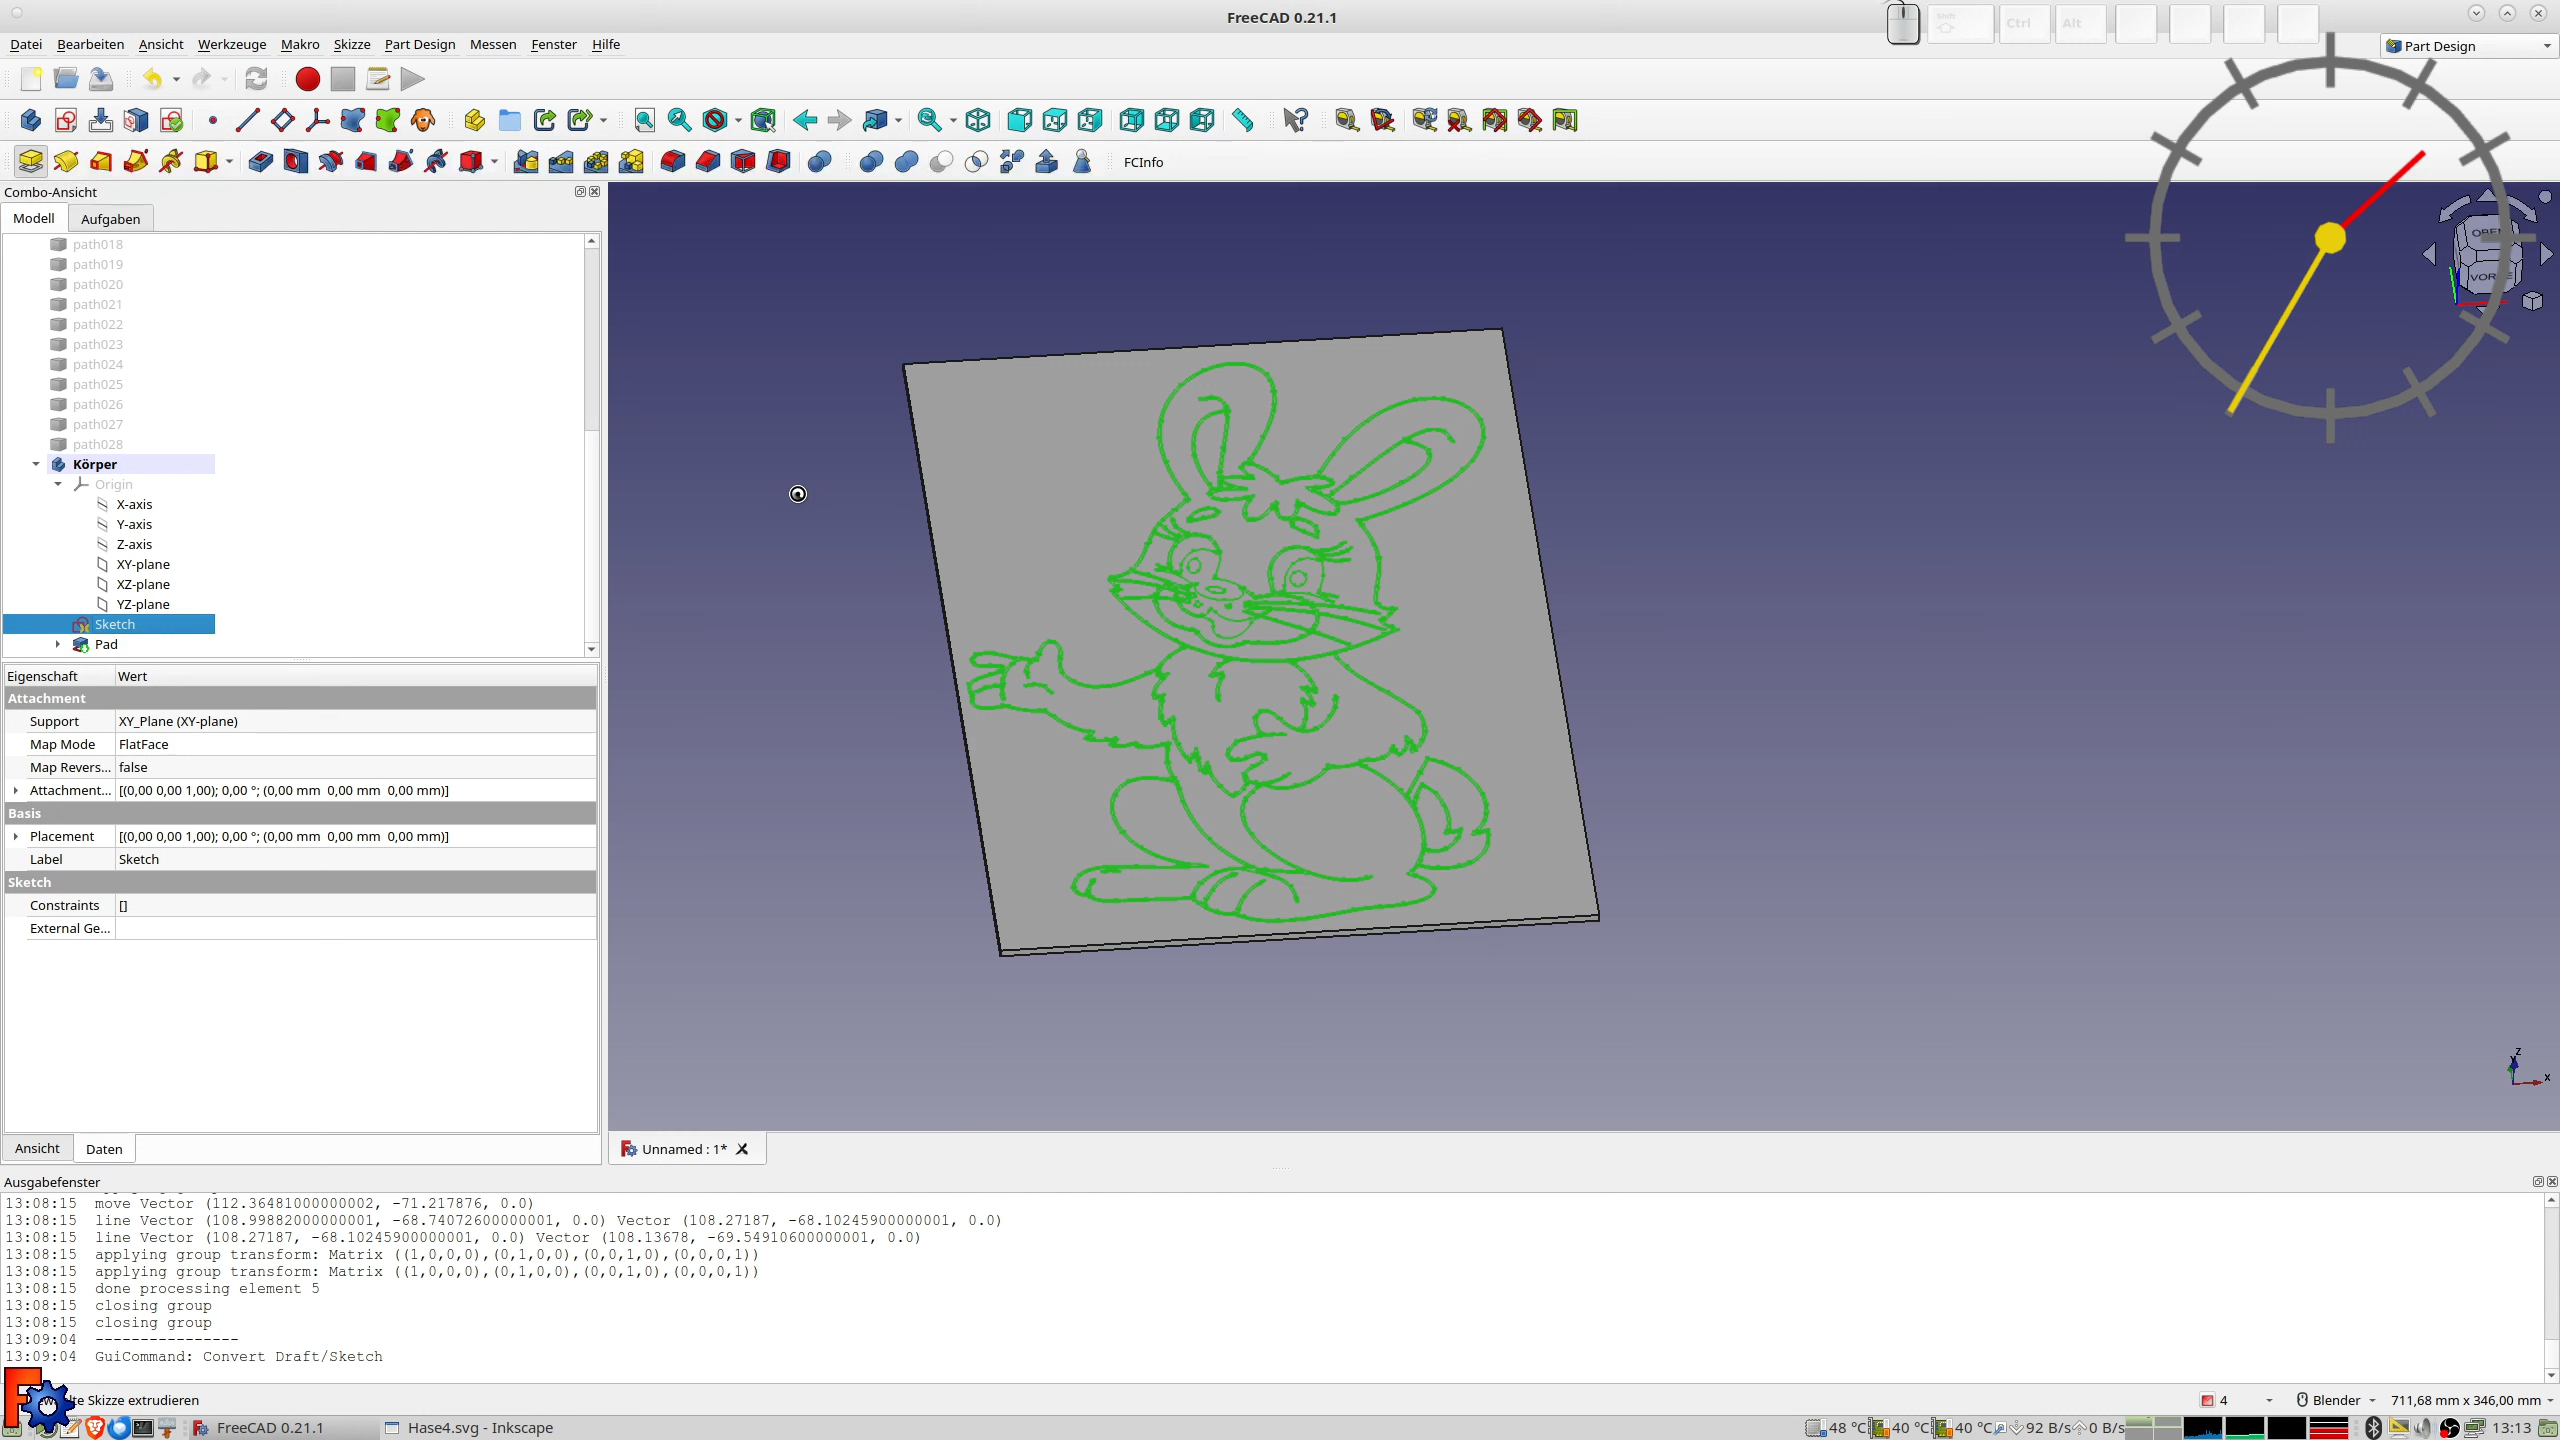 FreeCAD 0.21.1
Shift Ctrl Alt
Datei Bearbeiten Ansicht Werkzeuge Makro Skizze Part Design Messen Fenster Hilfe
Part Design
FCInfo
Combo-Ansicht
Modell Aufgaben
path018
path019
path020
path021
path022
path023
path024
path025
path026
path027
path028
Körper
Origin
X-axis
Y-axis
Z-axis
XY-plane
XZ-plane
YZ-plane
Sketch
Pad
Eigenschaft Wert
Attachment
Support XY_Plane (XY-plane)
Map Mode FlatFace
Map Revers... false
Attachment... [(0,00 0,00 1,00); 0,00 °; (0,00 mm 0,00 mm 0,00 mm)]
Basis
Placement [(0,00 0,00 1,00); 0,00 °; (0,00 mm 0,00 mm 0,00 mm)]
Label Sketch
Sketch
Constraints []
External Ge...
Ansicht Daten
z
x
Unnamed : 1*
Ausgabefenster
13:08:15 move Vector (112.36481000000002, -71.217876, 0.0)
13:08:15 line Vector (108.99882000000001, -68.74072600000001, 0.0) Vector (108.27187, -68.10245900000001, 0.0)
13:08:15 line Vector (108.27187, -68.10245900000001, 0.0) Vector (108.13678, -69.54910600000001, 0.0)
13:08:15 applying group transform: Matrix ((1,0,0,0),(0,1,0,0),(0,0,1,0),(0,0,0,1))
13:08:15 applying group transform: Matrix ((1,0,0,0),(0,1,0,0),(0,0,1,0),(0,0,0,1))
13:08:15 done processing element 5
13:08:15 closing group
13:08:15 closing group
13:09:04 ----------------
13:09:04 GuiCommand: Convert Draft/Sketch
Skizze extrudieren
4 Blender 711,68 mm x 346,00 mm
FreeCAD 0.21.1 Hase4.svg - Inkscape
48 °C 40 °C 40 °C 92 B/s 0 B/s 13:13